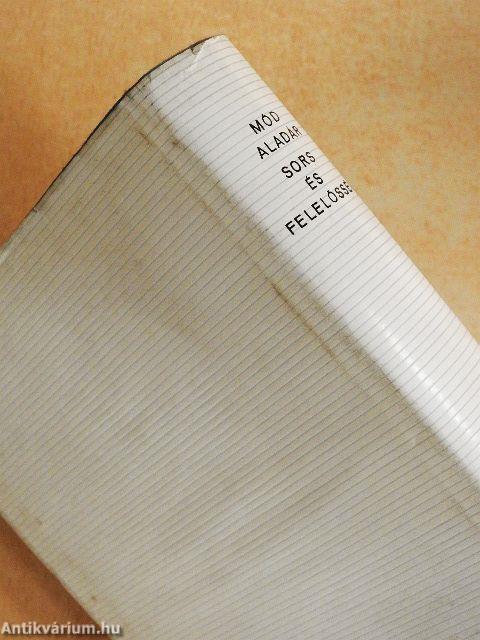 MÓD
ALADÁR
SORS
ÉS
FELELŐSSÉ
Antikvárium.hu